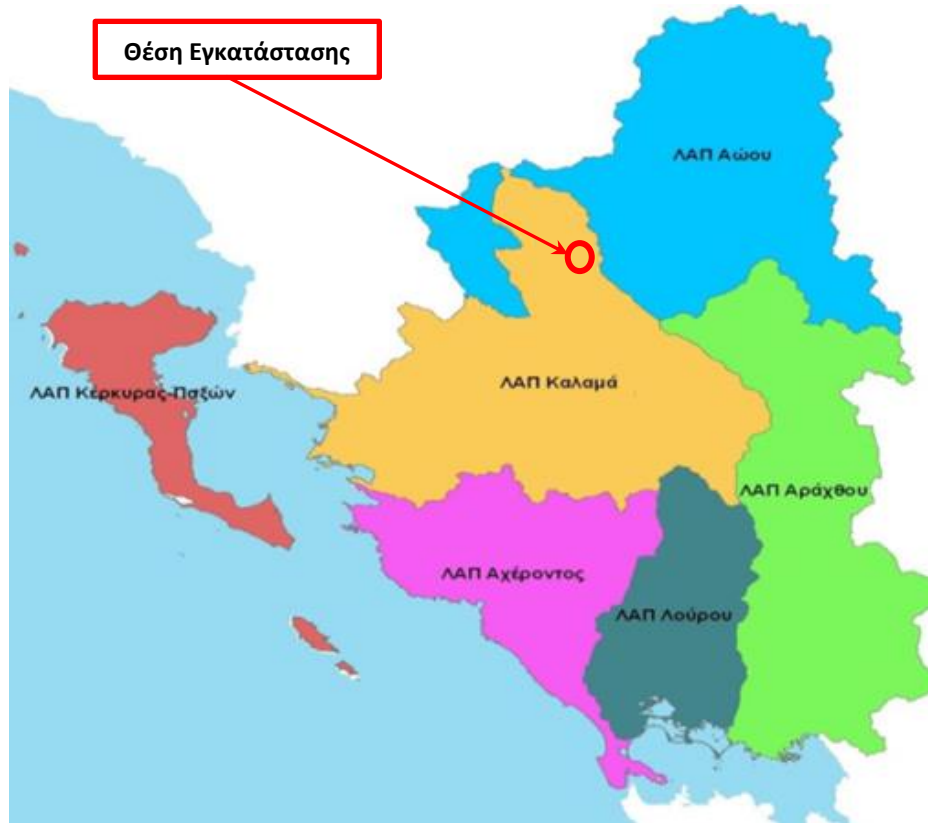 Θέση Εγκατάστασης
ΛΑΠ Αώου
ΛΑΠ Καλαμά
ΛΑΠ Κέρκυρας-Παξών
ΛΑΠ Αράχθου
ΛΑΠ Αχέροντος
ΛΑΠ Λούρου